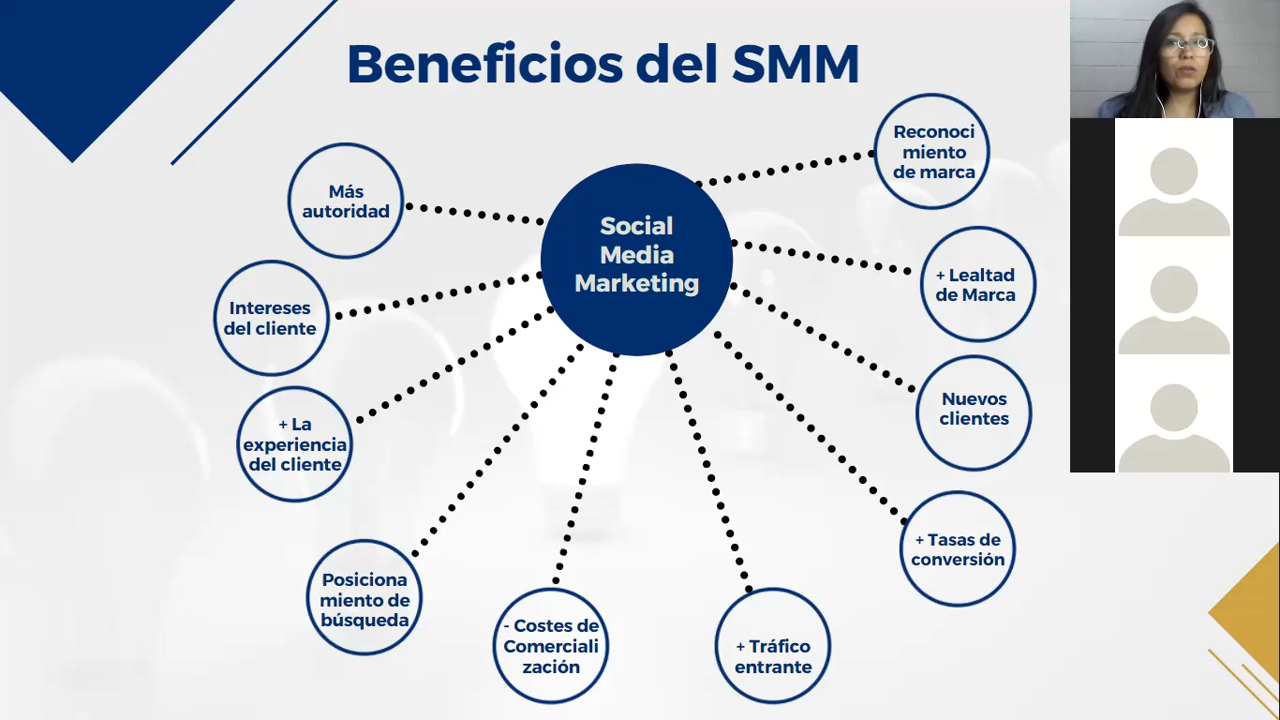 Beneficios del SMM
Social
Media
Marketing
Reconoci
miento
de marca
+ Lealtad
de Marca
Nuevos
clientes
+ Tasas de
conversión
+ Tráfico
entrante
- Costes de
Comerciali
zación
Posiciona
miento de
búsqueda
+ La
experiencia
del cliente
Intereses
del cliente
Más
autoridad